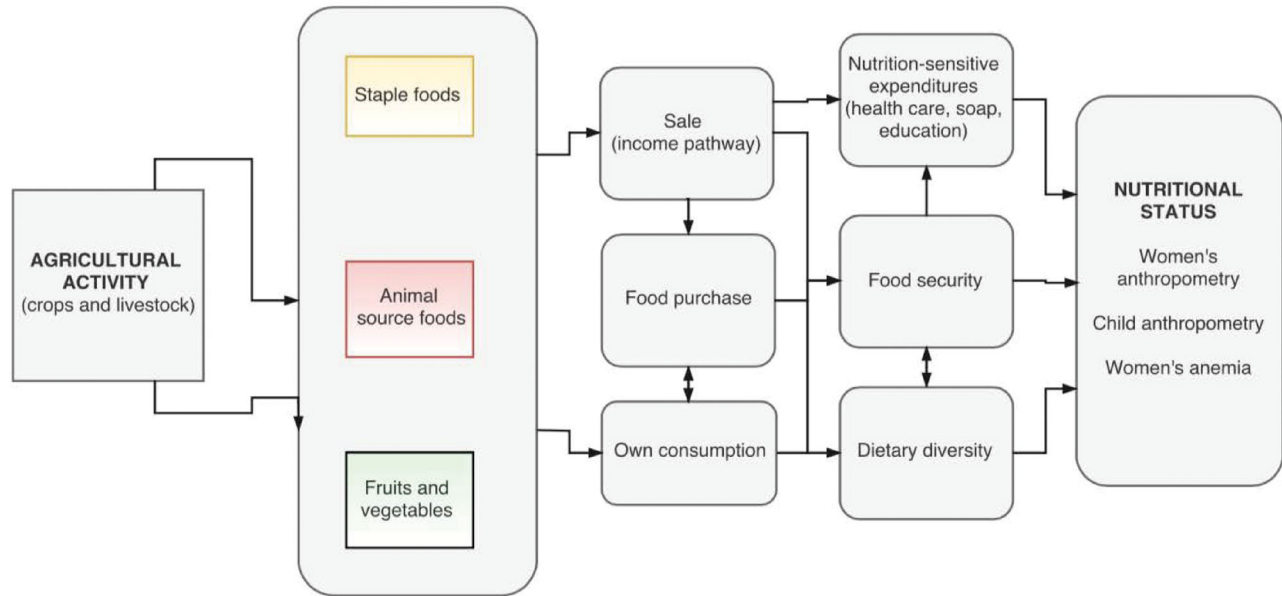 AGRICULTURAL
ACTIVITY
(crops and livestock)
Staple foods
Animal
source foods
Fruits and
vegetables
Sale
(income pathway)
Food purchase
Own consumption
Nutrition-sensitive
expenditures
(health care, soap,
education)
Food security
Dietary diversity
NUTRITIONAL
STATUS
Women's
anthropometry
Child anthropometry
Women's anemia